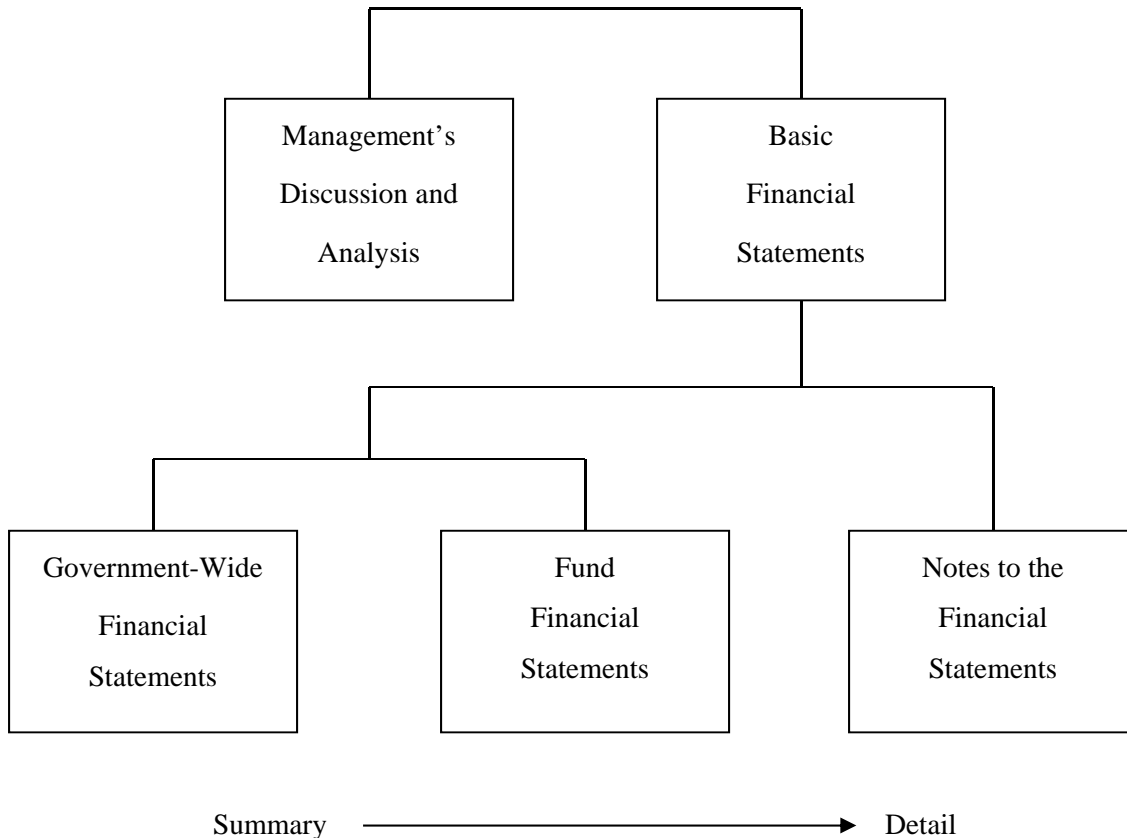 Management’s
Discussion and
Analysis
Basic
Financial
Statements
Government-Wide
Financial
Statements
Fund
Financial
Statements
Notes to the
Financial
Statements
Summary
Detail